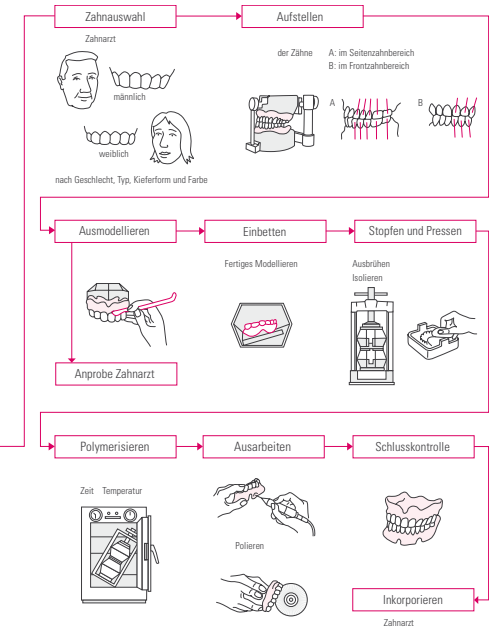 Zahnauswahl
Aufstellen
Zahnarzt
männlich
weiblich
nach Geschlecht, Typ, Kieferform und Farbe
der Zähne
A: im Seitenzahnbereich
B: im Frontzahnbereich
A
B
Ausmodellieren
Einbetten
Stopfen und Pressen
Fertiges Modellieren
Ausbrühen
Isolieren
Anprobe Zahnarzt
Polymerisieren
Ausarbeiten
Schlusskontrolle
Zeit Temperatur
Polieren
Inkorporieren
Zahnarzt